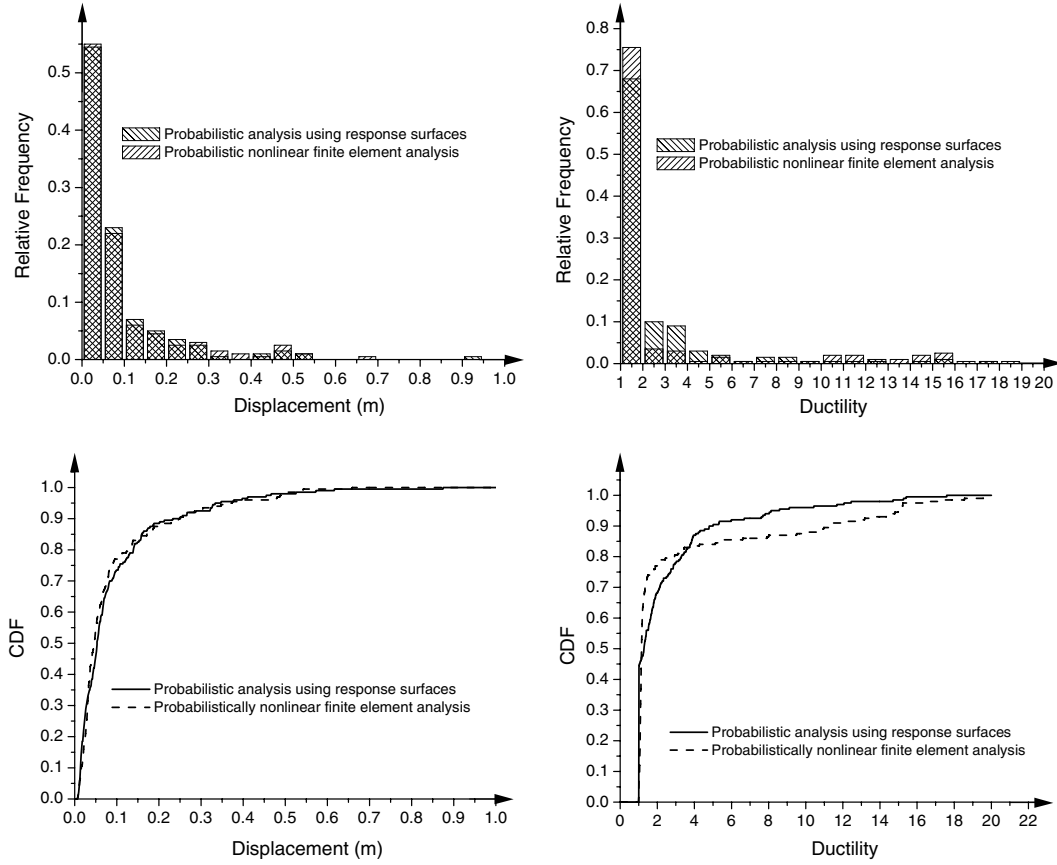 Relative Frequency
0.5
0.4
0.3
0.2
0.1
0.0
Probabilistic analysis using response surfaces
Probabilistic nonlinear finite element analysis
0.0 0.1 0.2 0.3 0.4 0.5 0.6 0.7 0.8 0.9 1.0
Displacement (m)
Relative Frequency
0.8
0.7
0.6
0.5
0.4
0.3
0.2
0.1
0.0
Probabilistic analysis using response surfaces
Probabilistic nonlinear finite element analysis
1 2 3 4 5 6 7 8 9 10 11 12 13 14 15 16 17 18 19 20
Ductility
CDF
1.0
0.9
0.8
0.7
0.6
0.5
0.4
0.3
0.2
0.1
0.0
Probabilistic analysis using response surfaces
Probabilistically nonlinear finite element analysis
0.0 0.1 0.2 0.3 0.4 0.5 0.6 0.7 0.8 0.9 1.0
Displacement (m)
CDF
1.0
0.9
0.8
0.7
0.6
0.5
0.4
0.3
0.2
0.1
0.0
Probabilistic analysis using response surfaces
Probabilistically nonlinear finite element analysis
0 2 4 6 8 10 12 14 16 18 20 22
Ductility